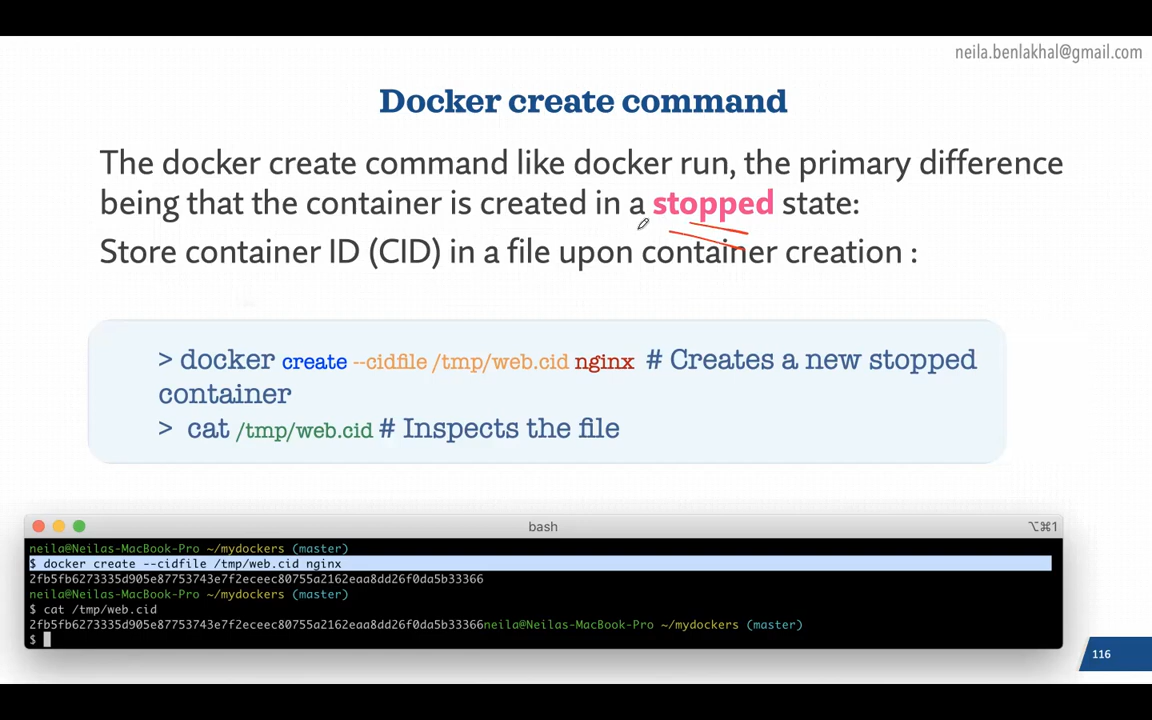 neila.benlakhal@gmail.com
Docker create command
The docker create command like docker run, the primary difference
being that the container is created in a stopped state:
Store container ID (CID) in a file upon container creation :
> docker create --cidfile /tmp/web.cid nginx # Creates a new stopped
container
> cat /tmp/web.cid # Inspects the file
bash
⌥⌘1
neila@Neilas-MacBook-Pro ~/mydockers (master)
$ docker create --cidfile /tmp/web.cid nginx
2fb5fb6273335d905e87753743e7f2eceec80755a2162eaa8dd26f0da5b33366
neila@Neilas-MacBook-Pro ~/mydockers (master)
$ cat /tmp/web.cid
2fb5fb6273335d905e87753743e7f2eceec80755a2162eaa8dd26f0da5b33366neila@Neilas-MacBook-Pro ~/mydockers (master)
$
116